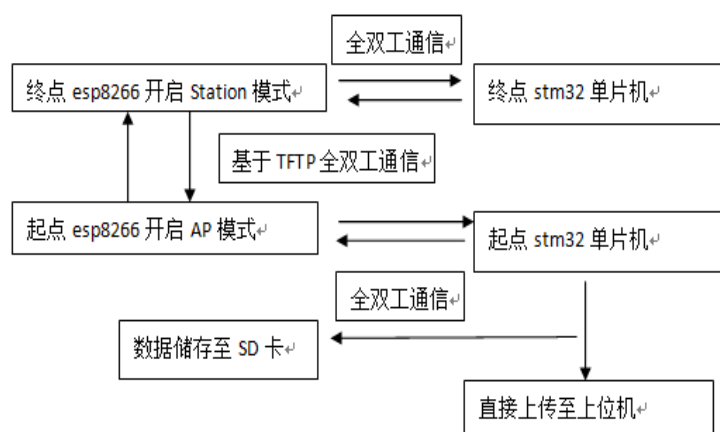 全双工通信
终点 esp8266 开启 Station 模式
终点 stm32 单片机
基于 TFTP 全双工通信
起点 esp8266 开启 AP 模式
起点 stm32 单片机
全双工通信
数据储存至 SD 卡
直接上传至上位机